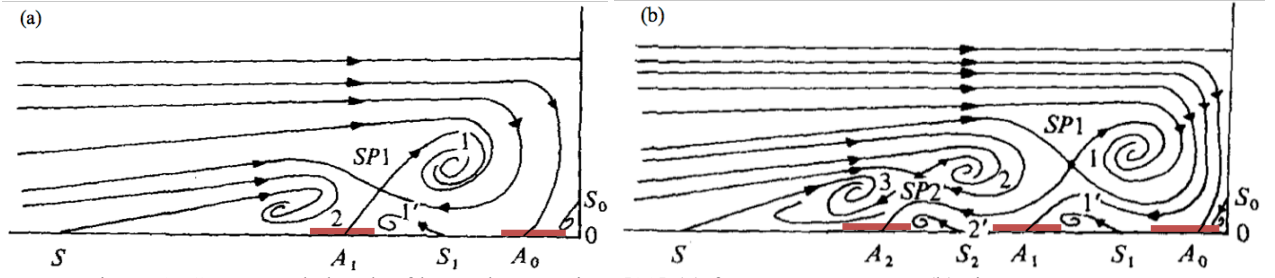 (a)
SP1
1
2
1'
S₀
0
S
A₁
S₁
A₀
(b)
SP1
1
3
SP2
2
1'
2'
S₀
0
S
A₂
S₂
A₁
S₁
A₀